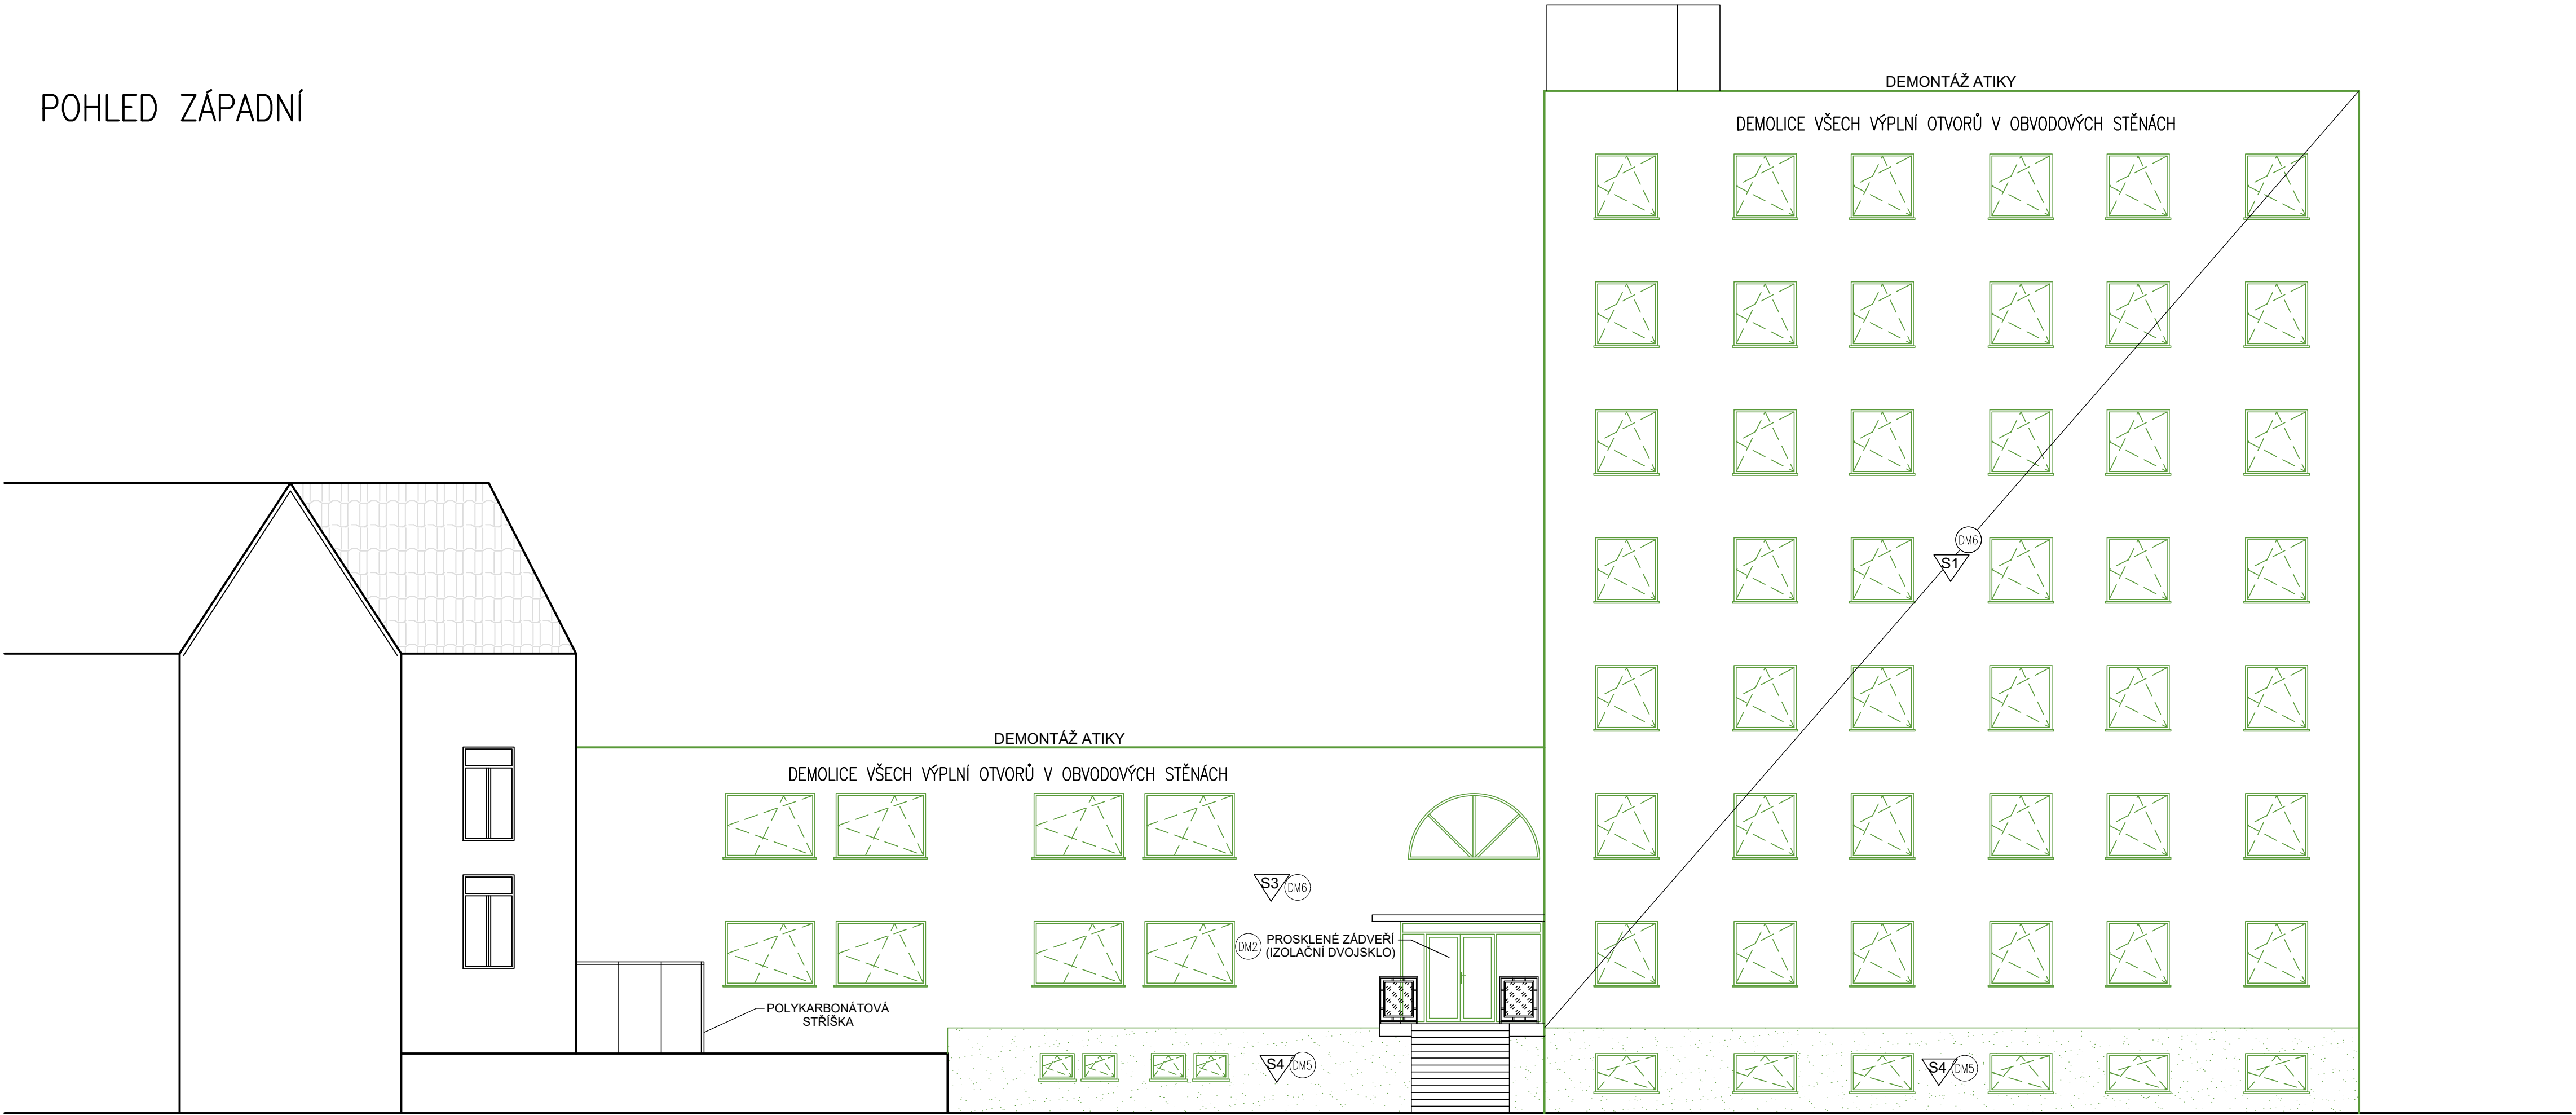 POHLED ZÁPADNÍ
DEMONTÁŽ ATIKY
DEMOLICE VŠECH VÝPLNÍ OTVORŮ V OBVODOVÝCH STĚNÁCH
DM6
S1
DEMONTÁŽ ATIKY
DEMOLICE VŠECH VÝPLNÍ OTVORŮ V OBVODOVÝCH STĚNÁCH
S3 DM6
DM2 PROSKLENÉ ZÁDVEŘÍ
(IZOLAČNÍ DVOJSKLO)
POLYKARBONÁTOVÁ
STŘÍŠKA
S4 DM5
S4 DM5